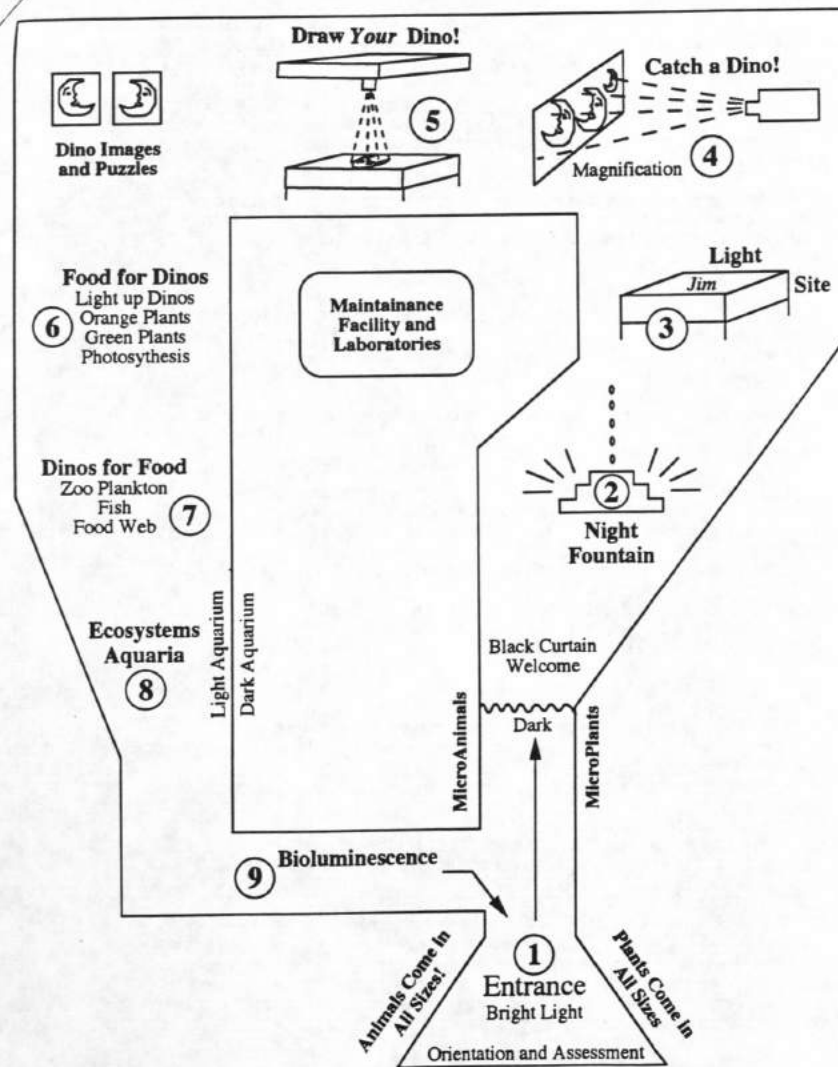 Draw Your Dino!
5
Catch a Dino!
Magnification
4
Dino Images
and Puzzles
Light
Jim
Site
3
Maintainance
Facility and
Laboratories
Food for Dinos
6
Light up Dinos
Orange Plants
Green Plants
Photosythesis
2
Night
Fountain
Dinos for Food
Zoo Plankton
Fish
Food Web
7
Ecosystems
Aquaria
8
Light Aquarium
Dark Aquarium
Black Curtain
Welcome
Dark
MicroAnimals
MicroPlants
9
Bioluminescence
1
Entrance
Bright Light
Animals Come in
All Sizes!
Plants Come in
All Sizes
Orientation and Assessment